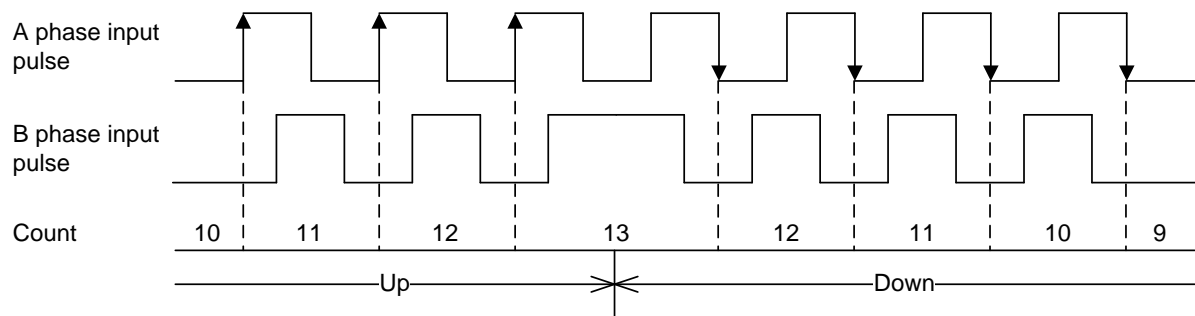 A phase input
pulse
B phase input
pulse
Count 10 11 12 13 12 11 10 9
Up Down